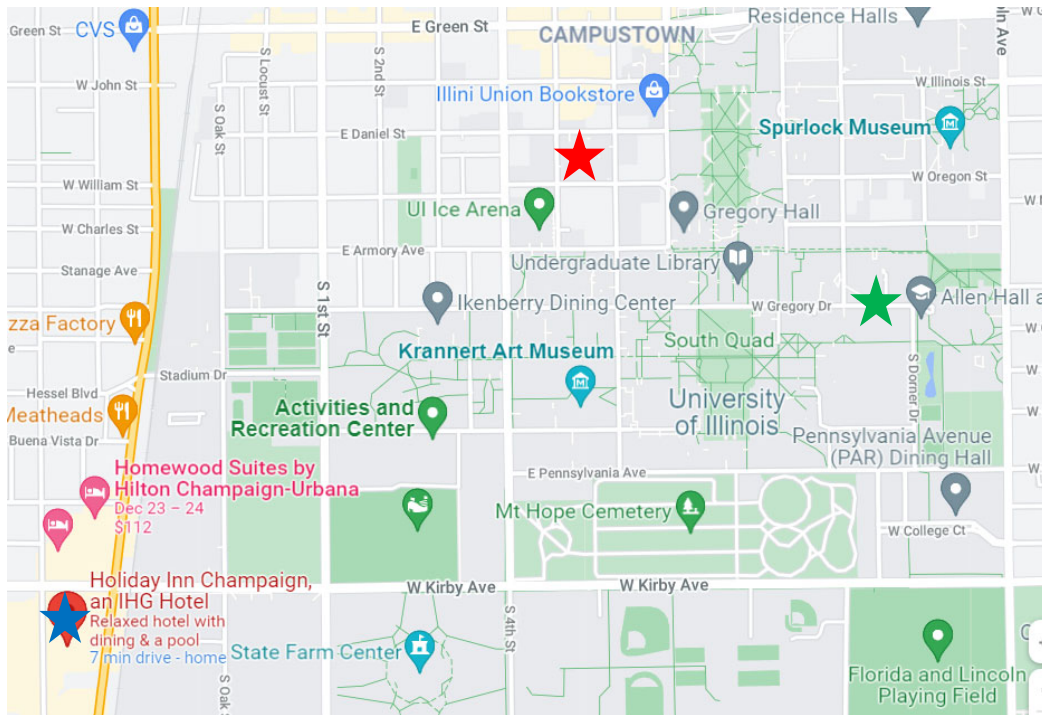 Green St
CVS
E Green St
CAMPUSTOWN
Residence Halls
W John St
S Locust St
S 2nd St
Illini Union Bookstore
W Illinois St
S Oak St
E Daniel St
Spurlock Museum
W William St
W Oregon St
UI Ice Arena
Gregory Hall
W Charles St
E Armory Ave
Undergraduate Library
Stanage Ave
S 1st St
Ikenberry Dining Center
W Gregory Dr
Allen Hall a
zza Factory
South Quad
Krannert Art Museum
Stadium Dr
S Dorner Dr
Hessel Blvd
University
of Illinois
Activities and
Recreation Center
Meatheads
Buena Vista Dr
Pennsylvania Avenue
(PAR) Dining Hall
E Pennsylvania Ave
Homewood Suites by
Hilton Champaign-Urbana
Dec 23 – 24
$112
Mt Hope Cemetery
W College Ct
Holiday Inn Champaign,
an IHG Hotel
Relaxed hotel with
dining & a pool
7 min drive - home
W Kirby Ave
W Kirby Ave
S 4th St
State Farm Center
S Oak St
Florida and Lincoln
Playing Field